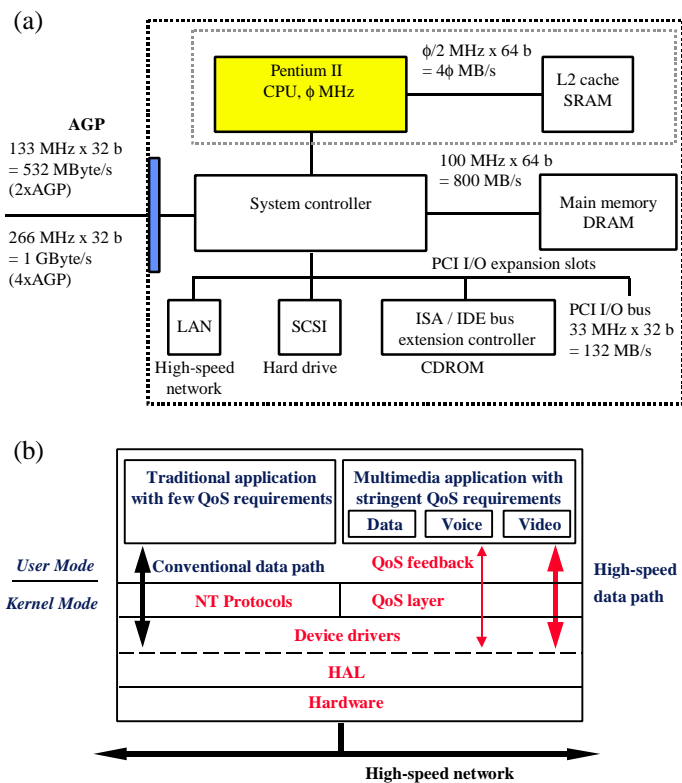 (a)
Pentium II
CPU, ϕ MHz
ϕ/2 MHz x 64 b
= 4ϕ MB/s
L2 cache
SRAM
AGP
133 MHz x 32 b
= 532 MByte/s
(2xAGP)
266 MHz x 32 b
= 1 GByte/s
(4xAGP)
System controller
100 MHz x 64 b
= 800 MB/s
Main memory
DRAM
PCI I/O expansion slots
LAN
High-speed
network
SCSI
Hard drive
ISA / IDE bus
extension controller
CDROM
PCI I/O bus
33 MHz x 32 b
= 132 MB/s
(b)
Traditional application
with few QoS requirements
Multimedia application with
stringent QoS requirements
Data
Voice
Video
User Mode
Kernel Mode
Conventional data path
QoS feedback
High-speed
data path
NT Protocols
QoS layer
Device drivers
HAL
Hardware
High-speed network